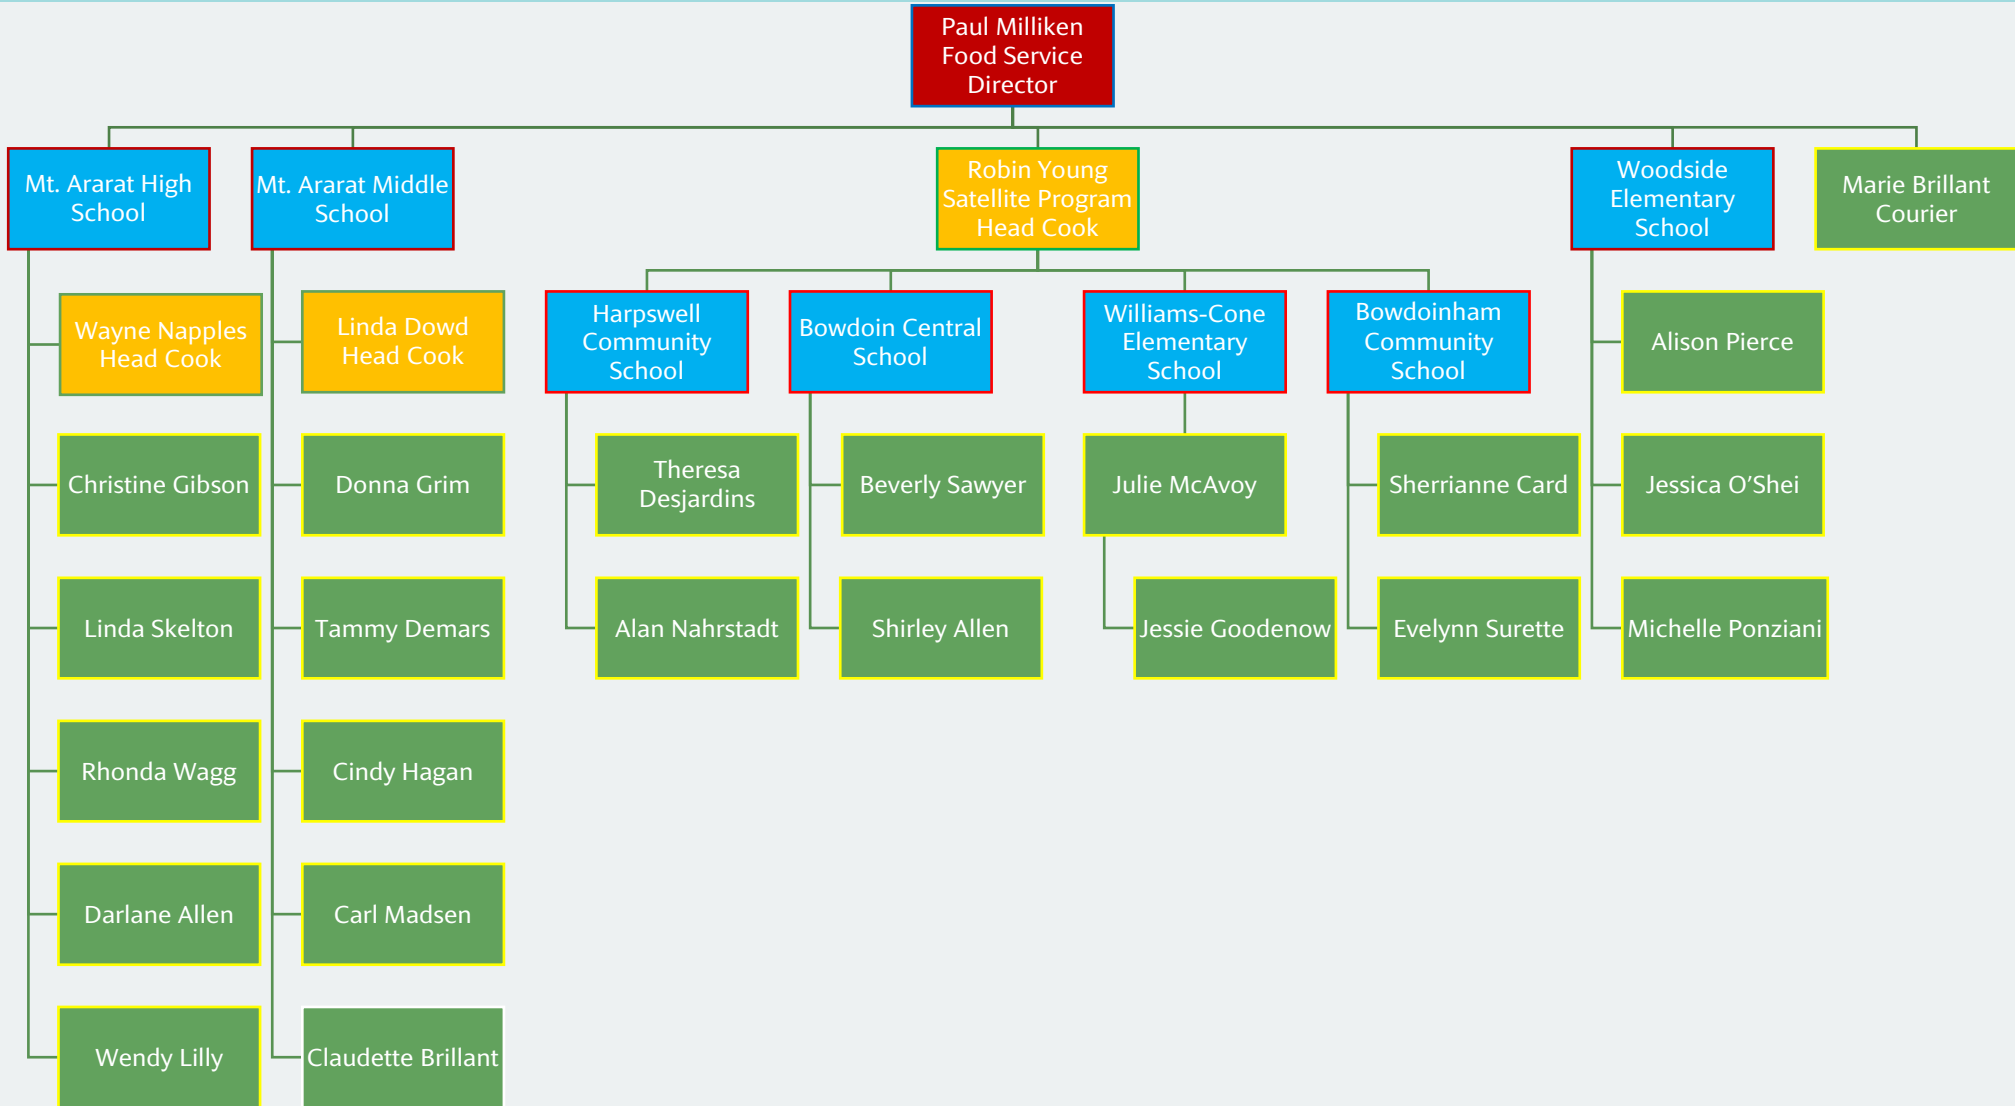 Paul Milliken
Food Service
Director
Mt. Ararat High
School
Mt. Ararat Middle
School
Robin Young
Satellite Program
Head Cook
Woodside
Elementary
School
Marie Brillant
Courier
Wayne Napples
Head Cook
Linda Dowd
Head Cook
Harpswell
Community
School
Bowdoin Central
School
Williams-Cone
Elementary
School
Bowdoinham
Community
School
Alison Pierce
Christine Gibson
Donna Grim
Theresa
Desjardins
Beverly Sawyer
Julie McAvoy
Sherrianne Card
Jessica O’Shei
Linda Skelton
Tammy Demars
Alan Nahrstadt
Shirley Allen
Jessie Goodenow
Evelynn Surette
Michelle Ponziani
Rhonda Wagg
Cindy Hagan
Darlane Allen
Carl Madsen
Wendy Lilly
Claudette Brillant